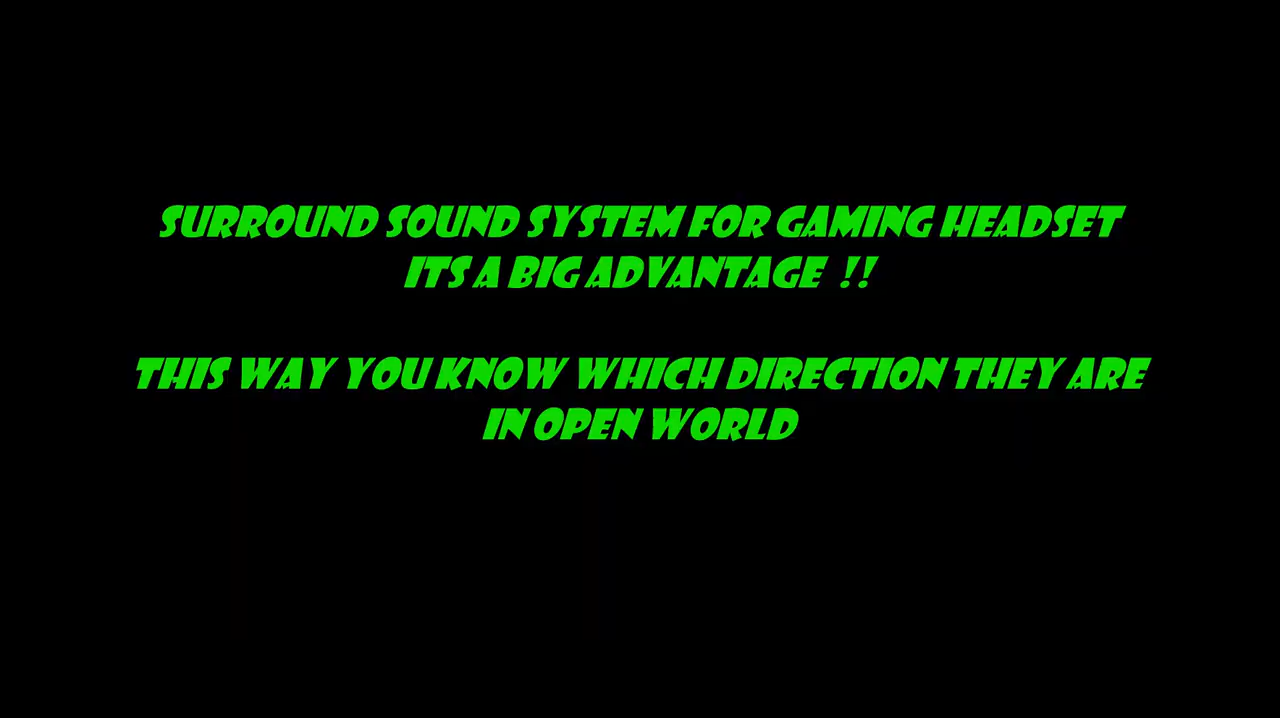 SURROUND SOUND SYSTEM FOR GAMING HEADSET
ITS A BIG ADVANTAGE !!
THIS WAY YOU KNOW WHICH DIRECTION THEY ARE
IN OPEN WORLD